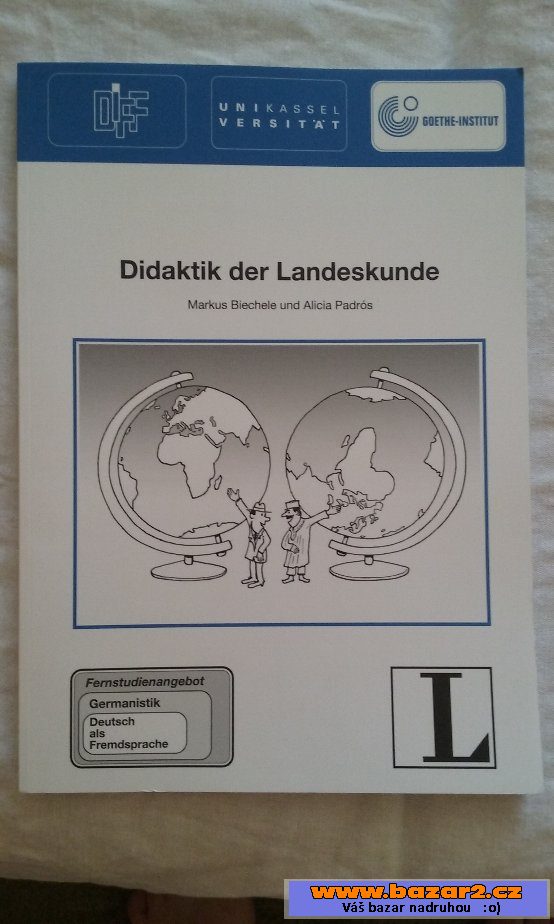 DIFF
UNIKASSEL
VERSITÄT
GOETHE-INSTITUT
Didaktik der Landeskunde
Markus Biechele und Alicia Padrós
Fernstudienangebot
Germanistik
Deutsch
als
Fremdsprache
L
www.bazar2.cz
Váš bazar nadruhou :o)